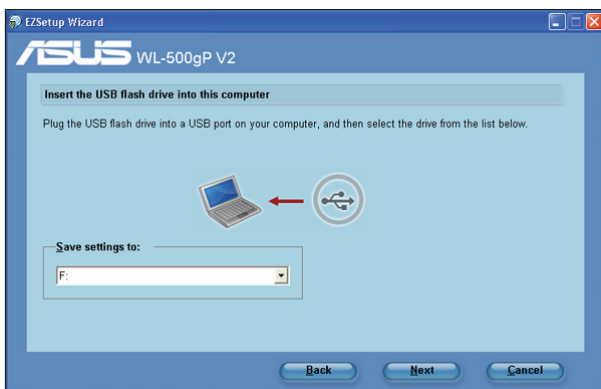 EZSetup Wizard
ASUS WL-500gP V2
Insert the USB flash drive into this computer
Plug the USB flash drive into a USB port on your computer, and then select the drive from the list below.
Save settings to:
F:
Back Next Cancel